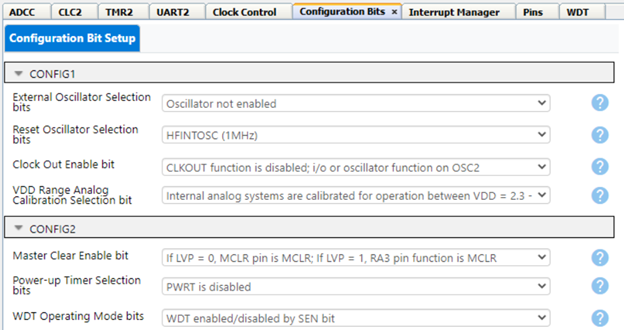 ADCC CLC2 TMR2 UART2 Clock Control Configuration Bits × Interrupt Manager Pins WDT
Configuration Bit Setup
CONFIG1
External Oscillator Selection
bits
Oscillator not enabled
?
Reset Oscillator Selection
bits
HFINTOSC (1MHz)
?
Clock Out Enable bit
CLKOUT function is disabled; i/o or oscillator function on OSC2
?
VDD Range Analog
Calibration Selection bit
Internal analog systems are calibrated for operation between VDD = 2.3 -
?
CONFIG2
Master Clear Enable bit
If LVP = 0, MCLR pin is MCLR; If LVP = 1, RA3 pin function is MCLR
?
Power-up Timer Selection
bits
PWRT is disabled
?
WDT Operating Mode bits
WDT enabled/disabled by SEN bit
?